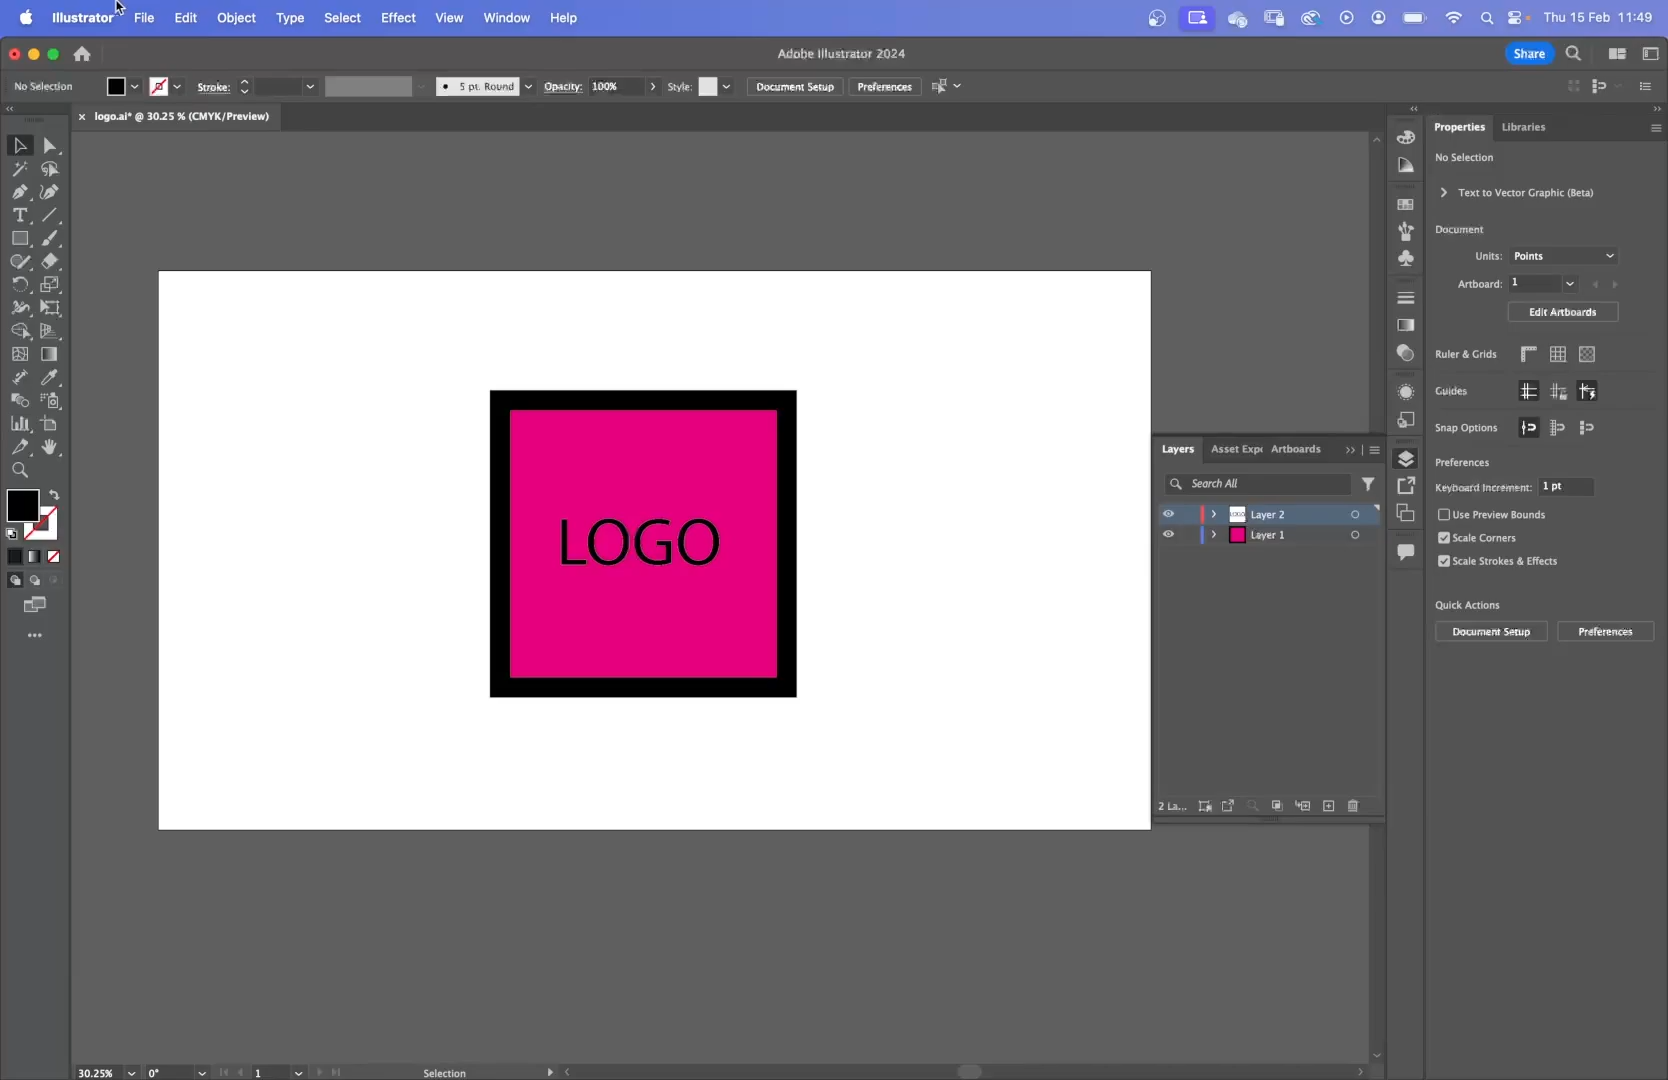 Illustrator File Edit Object Type Select Effect View Window Help Thu 15 Feb 11:49
Adobe Illustrator 2024 Share
No Selection Stroke: 5 pt. Round Opacity: 100% Style: Document Setup Preferences
logo.ai* @ 30.25 % (CMYK/Preview)
Properties Libraries
No Selection
Text to Vector Graphic (Beta)
Document
Units: Points
Artboard: 1
Edit Artboards
Ruler & Grids
Guides
Snap Options
Preferences
Keyboard Increment: 1 pt
Use Preview Bounds
Scale Corners
Scale Strokes & Effects
Quick Actions
Document Setup Preferences
Layers Asset Expo Artboards
Search All
LOGO Layer 2
Layer 1
2 La...
LOGO
30.25% 0° 1 Selection